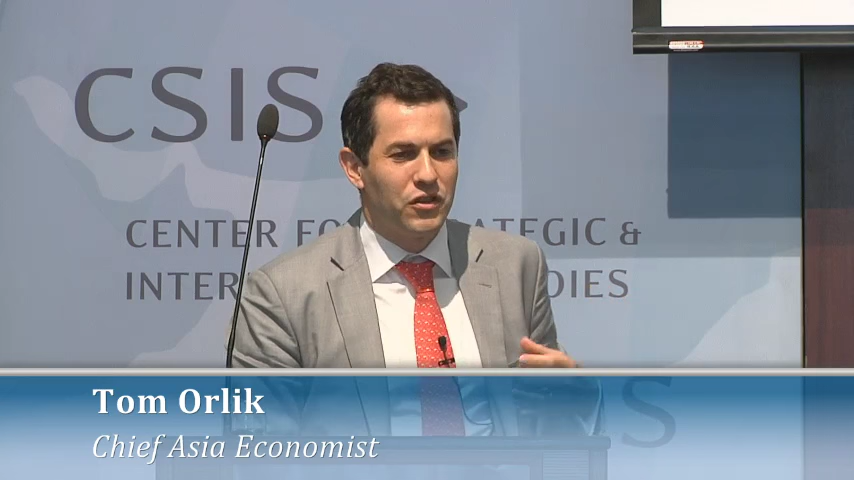 CSIS
CENTER FO ATEGIC &
INTER DIES
Tom Orlik
Chief Asia Economist
S